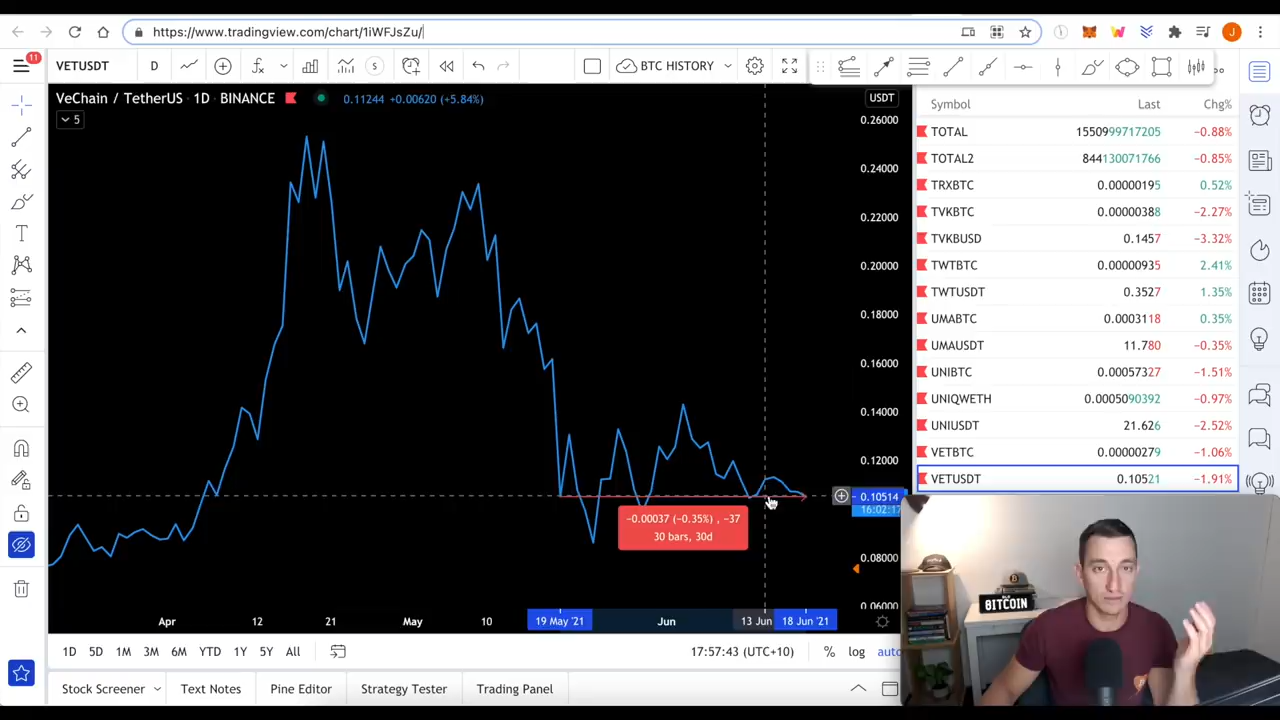 https://www.tradingview.com/chart/1iWFJsZu/
J
11
VETUSDT
D
S
BTC HISTORY
VeChain / TetherUS · 1D · BINANCE
0.11244 +0.00620 (+5.84%)
5
USDT
0.26000
0.24000
0.22000
0.20000
0.18000
0.16000
0.14000
0.12000
0.10514
16:02:17
0.08000
0.06000
-0.00037 (-0.35%) , -37
30 bars, 30d
Apr
12
21
May
10
19 May '21
Jun
13 Jun
18 Jun '21
1D 5D 1M 3M 6M YTD 1Y 5Y All
17:57:43 (UTC+10)
% log auto
Stock Screener
Text Notes
Pine Editor
Strategy Tester
Trading Panel
Symbol Last Chg%
TOTAL 1550999717205 −0.88%
TOTAL2 844130071766 −0.85%
TRXBTC 0.00000195 0.52%
TVKBTC 0.00000388 −2.27%
TVKBUSD 0.1457 −3.32%
TWTBTC 0.00000935 2.41%
TWTUSDT 0.3527 1.35%
UMABTC 0.0003118 0.35%
UMAUSDT 11.780 −0.35%
UNIBTC 0.00057327 −1.51%
UNIQWETH 0.0005090392 −0.97%
UNIUSDT 21.626 −2.52%
VETBTC 0.00000279 −1.06%
VETUSDT 0.10521 −1.91%
BITCOIN